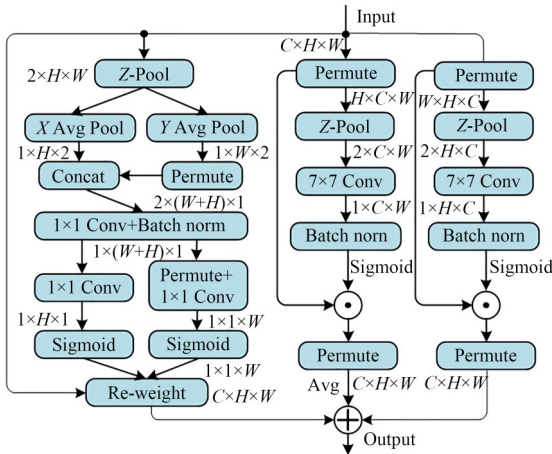 Input
C×H×W
2×H×W
Z-Pool
Permute
Permute
H×C×W
W×H×C
X Avg Pool
Y Avg Pool
Z-Pool
Z-Pool
1×H×2
1×W×2
2×C×W
2×H×C
Concat
Permute
7×7 Conv
7×7 Conv
2×(W+H)×1
1×C×W
1×H×C
1×1 Conv+Batch norm
Batch norn
Batch norn
1×(W+H)×1
Sigmoid
Sigmoid
1×1 Conv
Permute+
1×1 Conv
1×H×1
1×1×W
Sigmoid
Sigmoid
Permute
Permute
1×1×W
Avg
C×H×W
C×H×W
Re-weight
C×H×W
Output